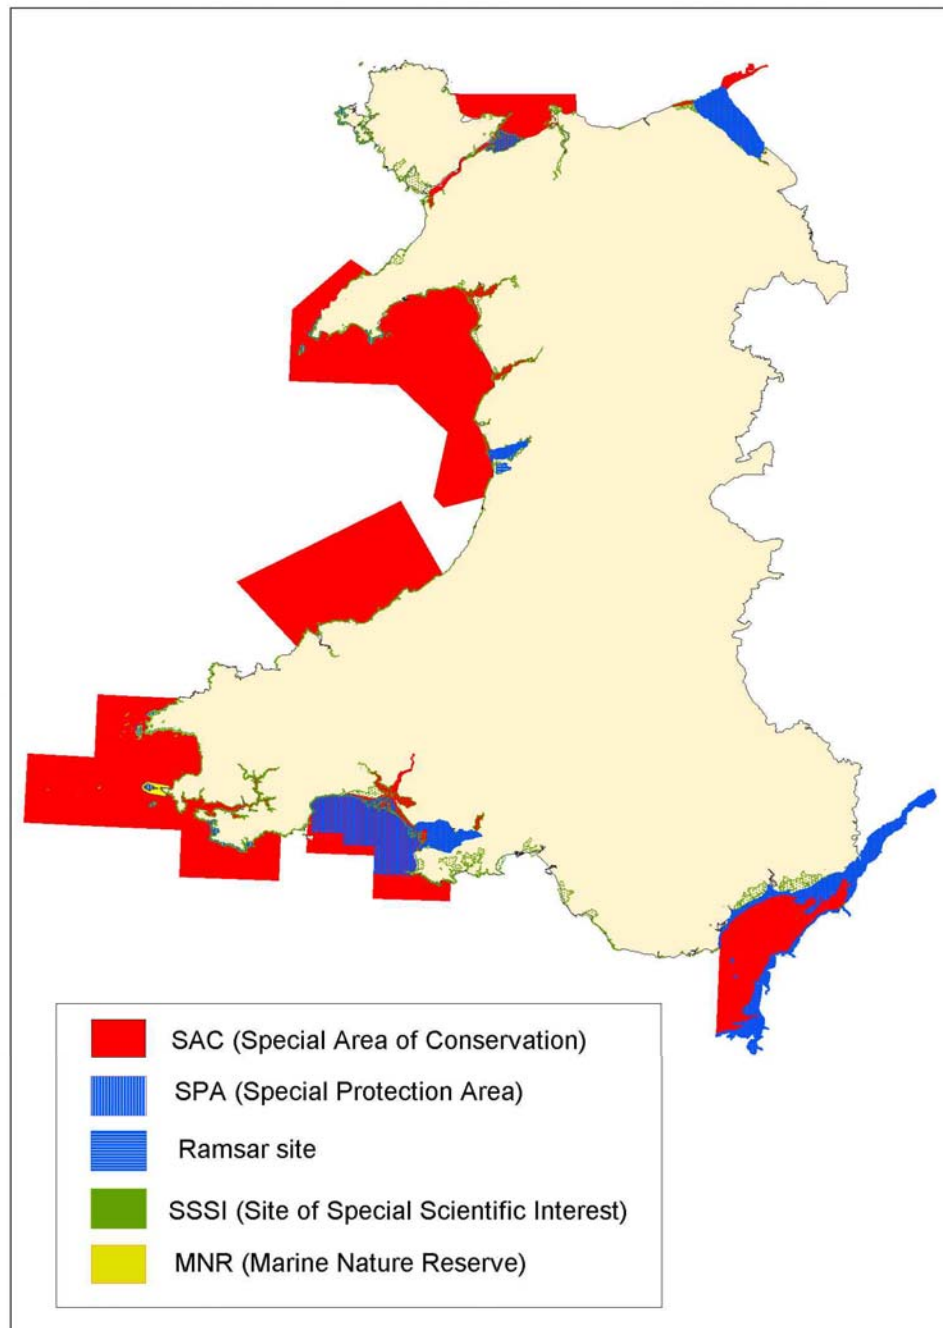 SAC (Special Area of Conservation)
SPA (Special Protection Area)
Ramsar site
SSSI (Site of Special Scientific Interest)
MNR (Marine Nature Reserve)